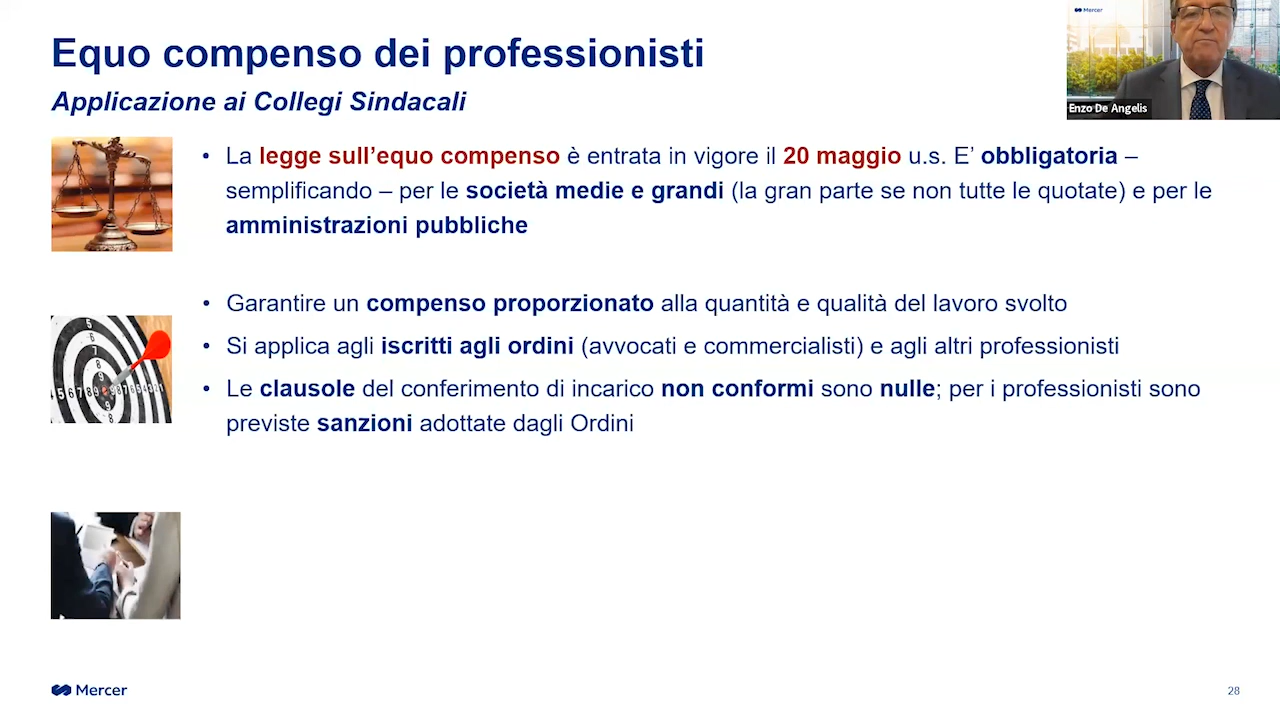 Equo compenso dei professionisti
Applicazione ai Collegi Sindacali
Mercer
Enzo De Angelis
• La legge sull’equo compenso è entrata in vigore il 20 maggio u.s. E’ obbligatoria –
semplificando – per le società medie e grandi (la gran parte se non tutte le quotate) e per le
amministrazioni pubbliche
• Garantire un compenso proporzionato alla quantità e qualità del lavoro svolto
• Si applica agli iscritti agli ordini (avvocati e commercialisti) e agli altri professionisti
• Le clausole del conferimento di incarico non conformi sono nulle; per i professionisti sono
previste sanzioni adottate dagli Ordini
Mercer
28